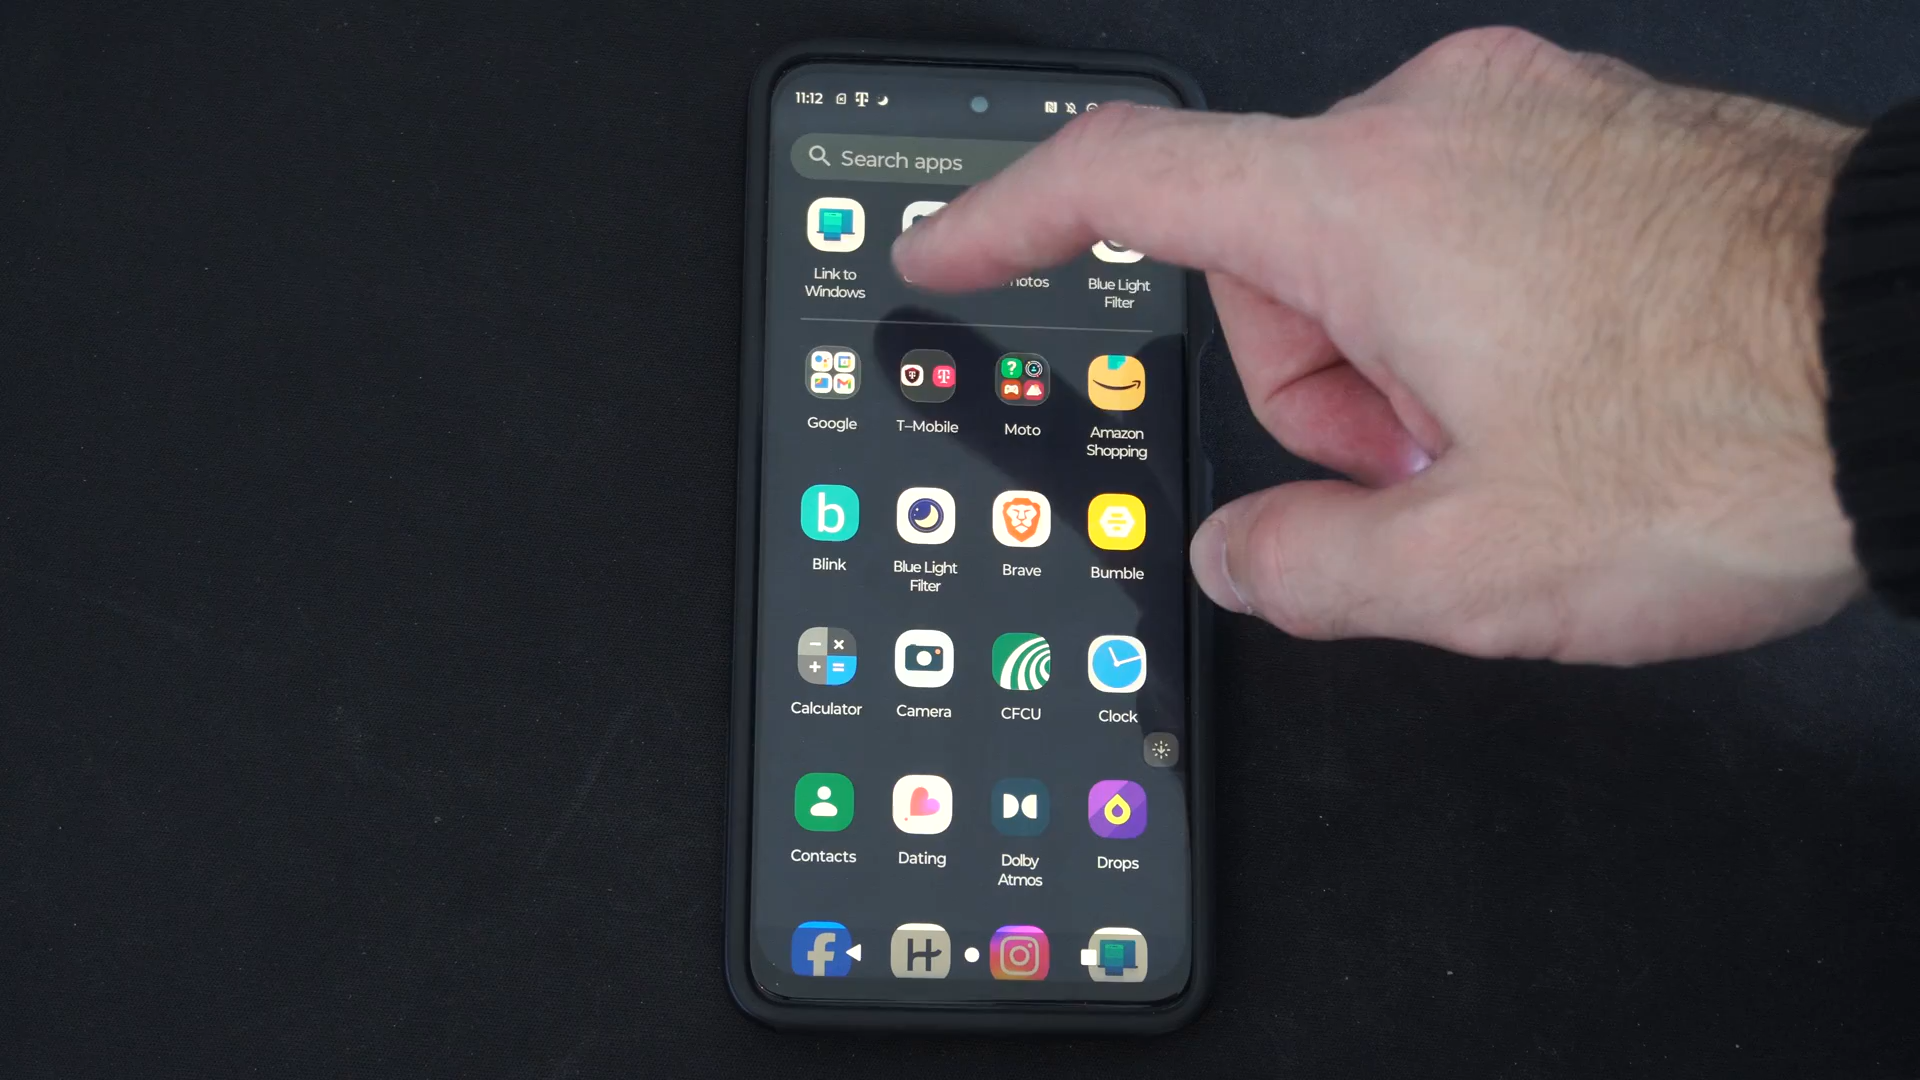 11:12
Search apps
Link to
Windows
hotos
Blue Light
Filter
Google
T-Mobile
Moto
Amazon
Shopping
b
Blink
Blue Light
Filter
Brave
Bumble
Calculator
Camera
CFCU
Clock
Contacts
Dating
Dolby
Atmos
Drops